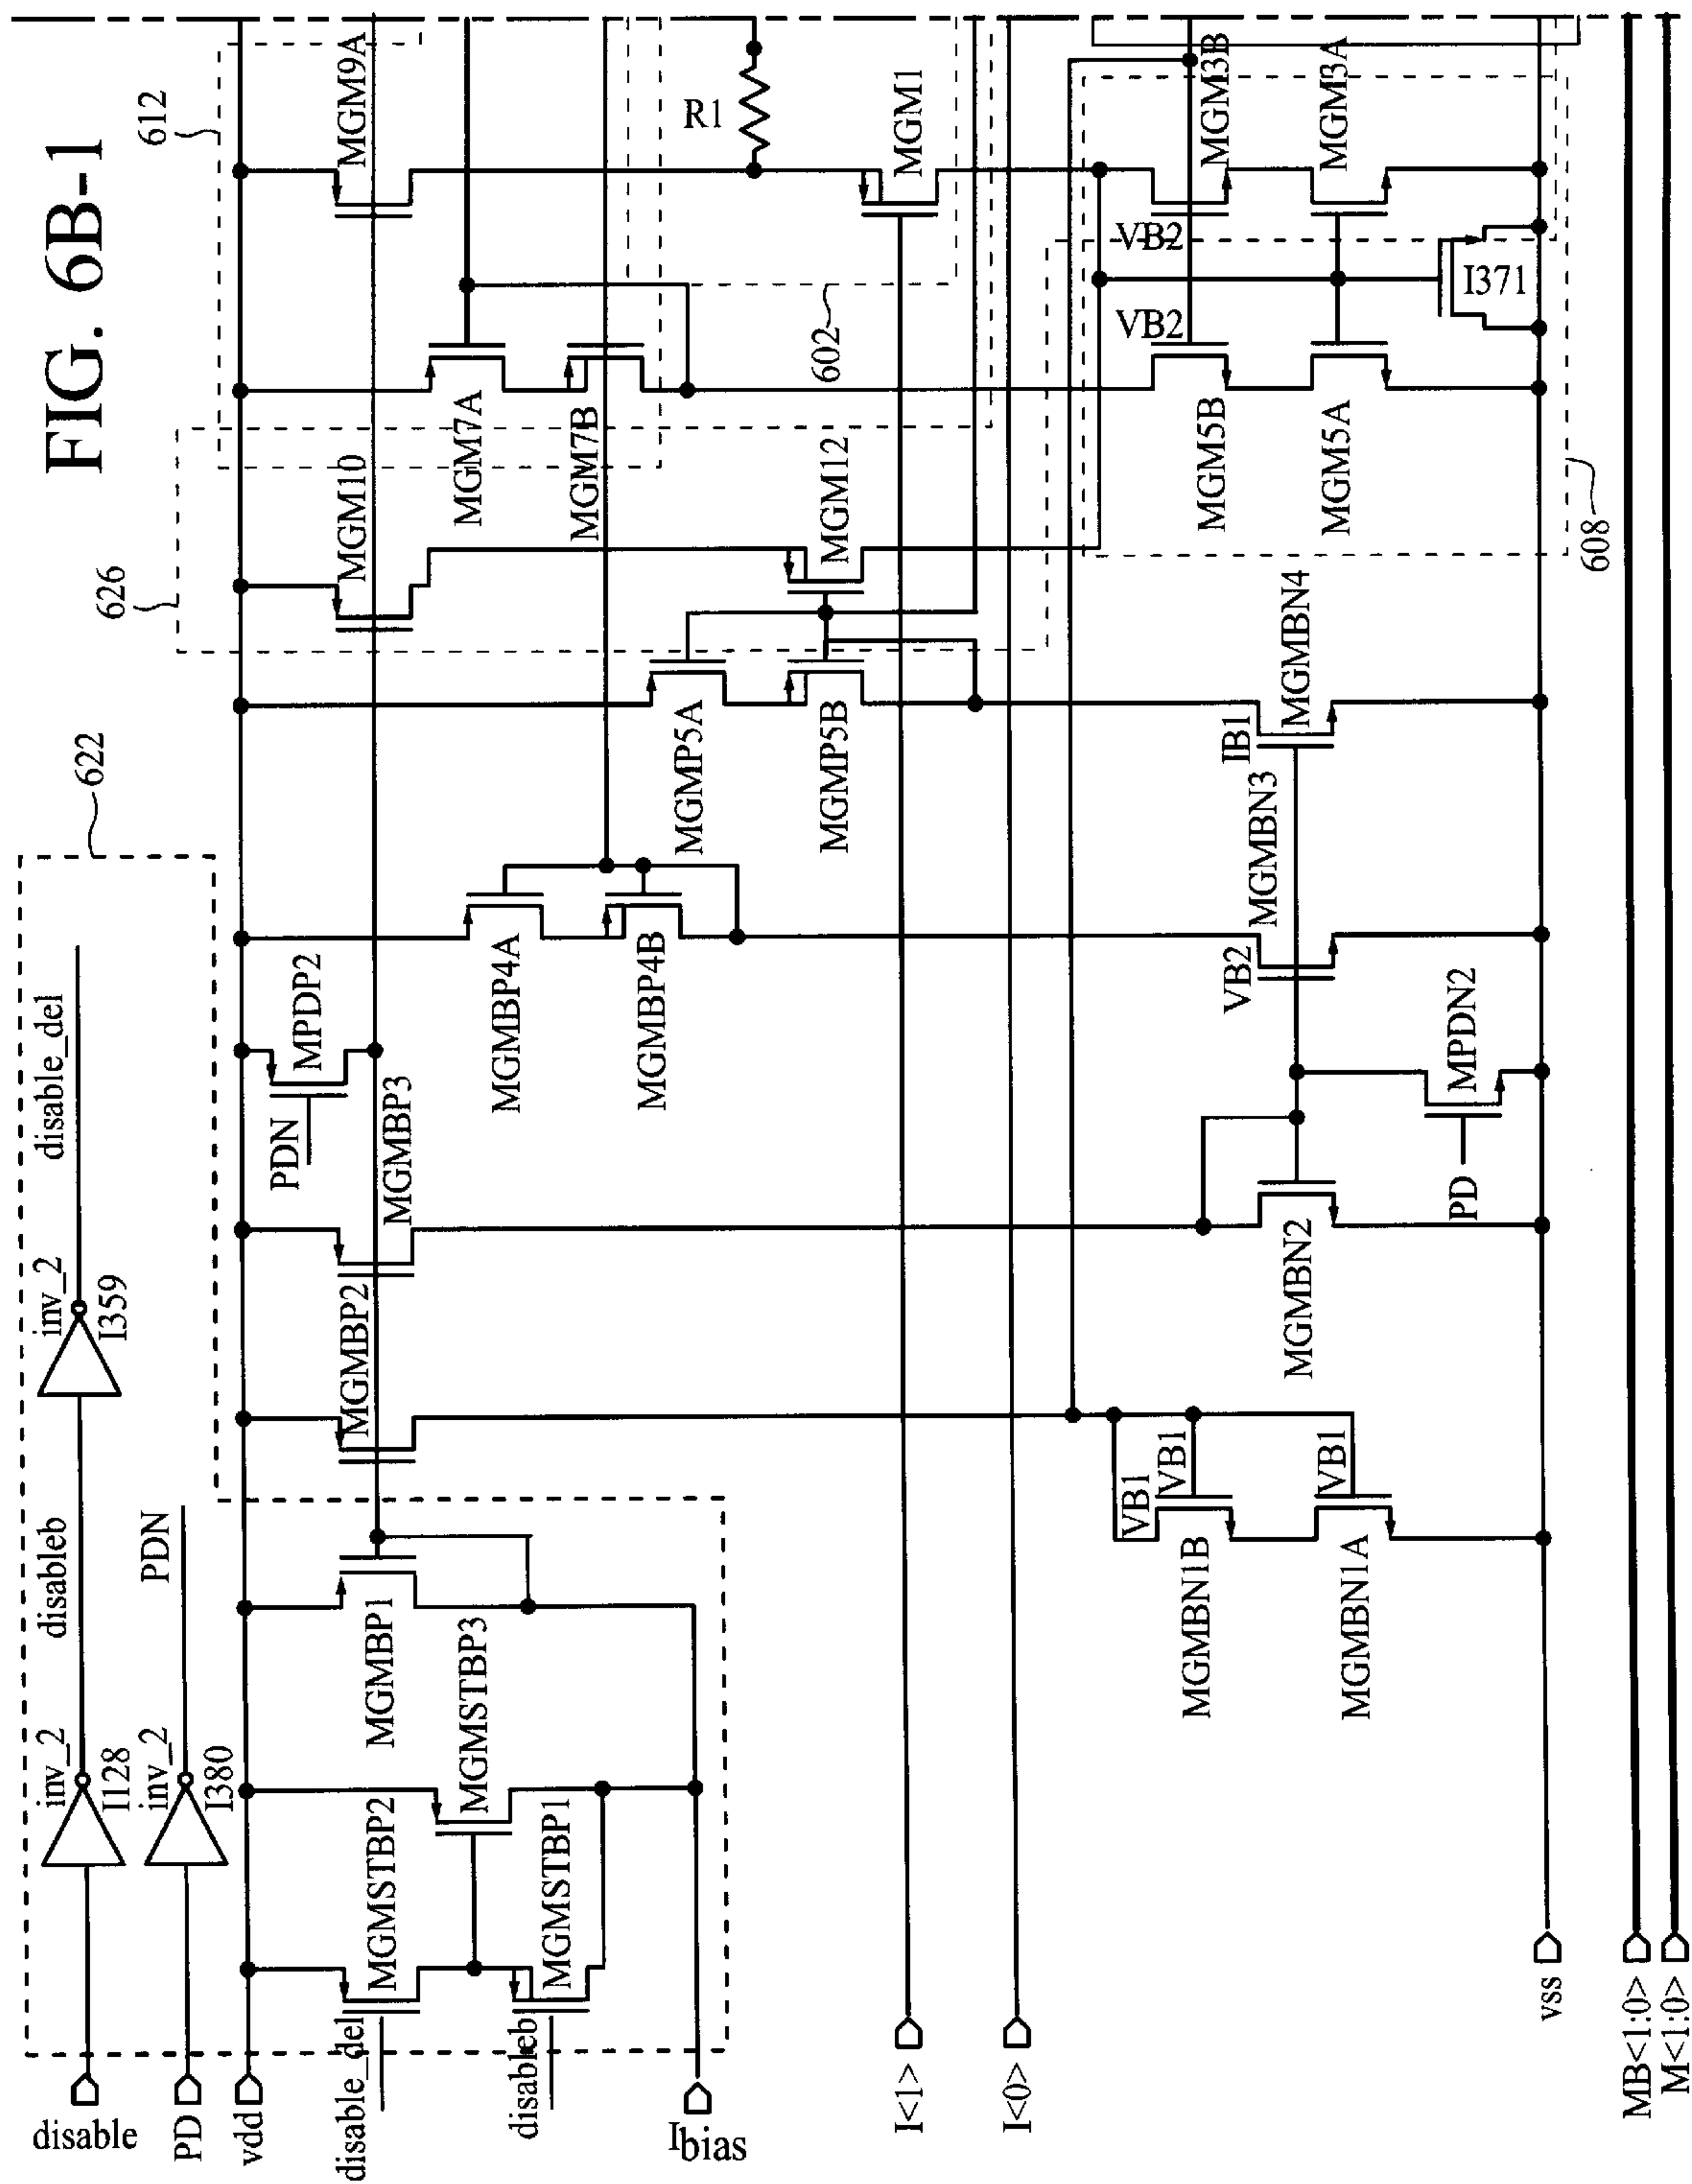 FIG. 6B-1
622
626
612
disable
inv_2
I128
disableb
inv_2
I359
disable_del
PD
inv_2
I380
PDN
vdd
disable_del
MGMSTBP2
MGMSTBP3
MGMBP1
MGMBP2
MGMBP3
PDN
MPDP2
MGM10
MGM9A
disableb
MGMSTBP1
MGMBP4A
MGMBP4B
MGMP5A
MGMP5B
MGM7A
MGM7B
MGM12
R1
602
MGM1
Ibias
I<1>
I<0>
VB1
VB1
VB1
MGMBN1B
MGMBN1A
MGMBN2
PD
MPDN2
VB2
MGMBN3
IB1
MGMBN4
VB2
VB2
MGM5B
MGM5A
MGM3B
MGM3A
I371
608
vss
MB<1:0>
M<1:0>